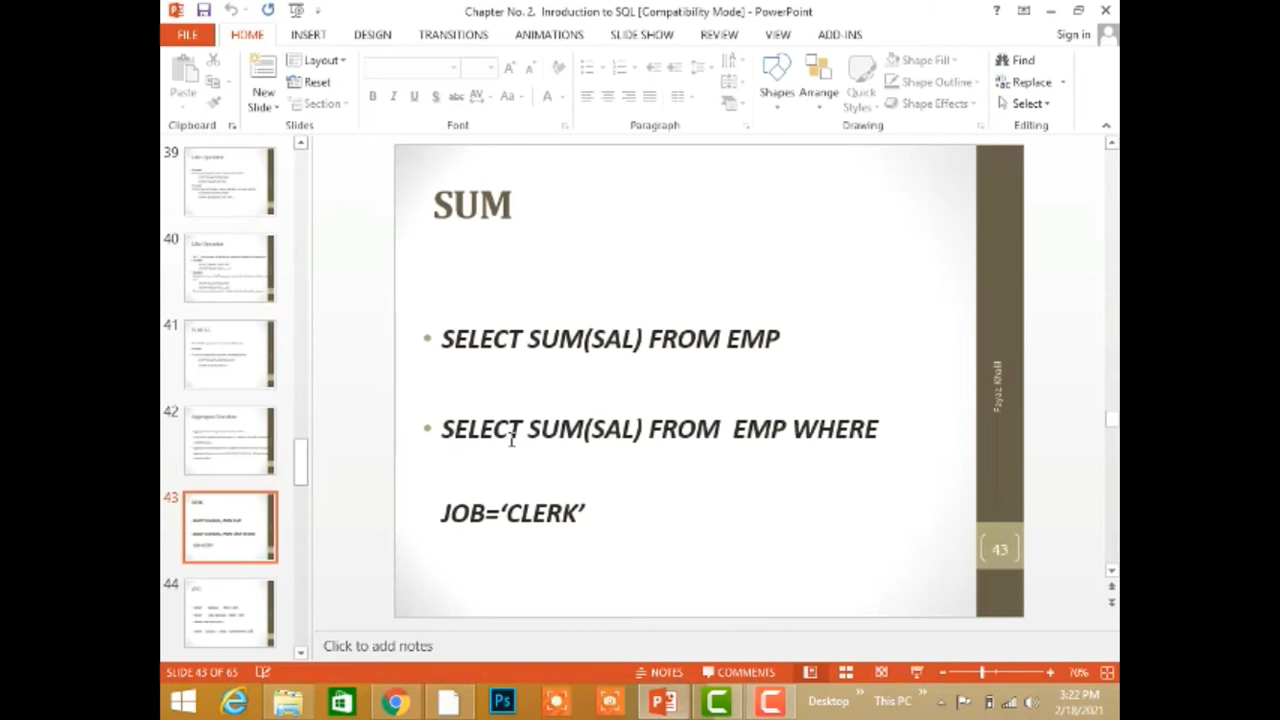 Chapter No. 2. Inroduction to SQL [Compatibility Mode] - PowerPoint
FILE HOME INSERT DESIGN TRANSITIONS ANIMATIONS SLIDE SHOW REVIEW VIEW ADD-INS Sign in
Paste
New
Slide
Layout
Reset
Section
Shapes
Arrange
Quick
Styles
Shape Fill
Shape Outline
Shape Effects
Find
Replace
Select
Clipboard Slides Font Paragraph Drawing Editing
39
40
41
42
43
44
SUM
• SELECT SUM(SAL) FROM EMP
• SELECT SUM(SAL) FROM EMP WHERE
JOB=‘CLERK’
Fayaz Khalil
43
Click to add notes
SLIDE 43 OF 65 NOTES COMMENTS 70%
Desktop » This PC » 3:22 PM
2/18/2021